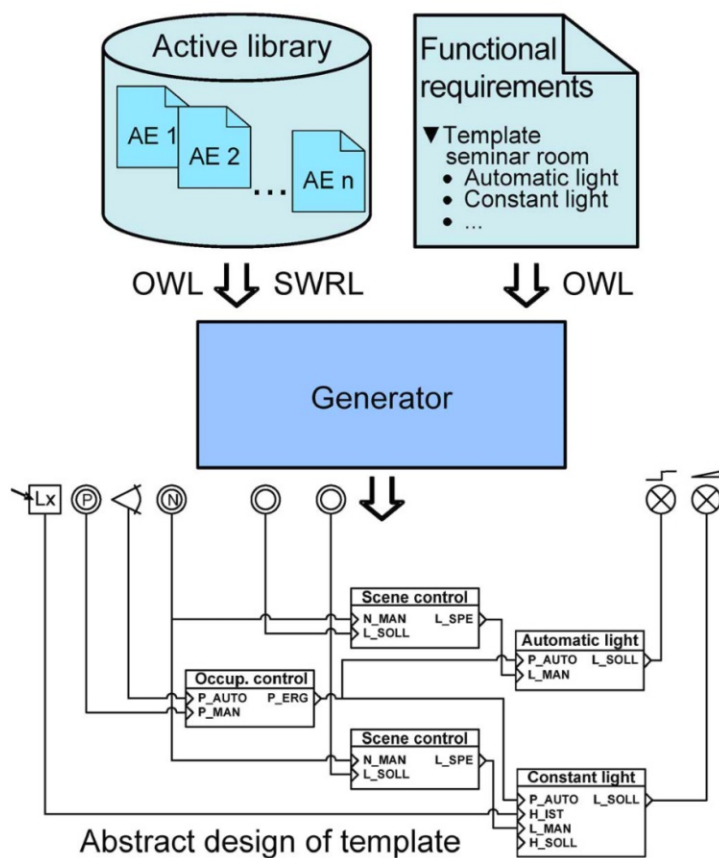 Active library
AE 1
AE 2
...
AE n
Functional
requirements
▼ Template
seminar room
● Automatic light
● Constant light
● ...
OWL
SWRL
OWL
Generator
Lx
P
N
Scene control
N_MAN L_SPE
L_SOLL
Automatic light
P_AUTO L_SOLL
L_MAN
Occup. control
P_AUTO P_ERG
P_MAN
Scene control
N_MAN L_SPE
L_SOLL
Constant light
P_AUTO L_SOLL
H_IST
L_MAN
H_SOLL
Abstract design of template